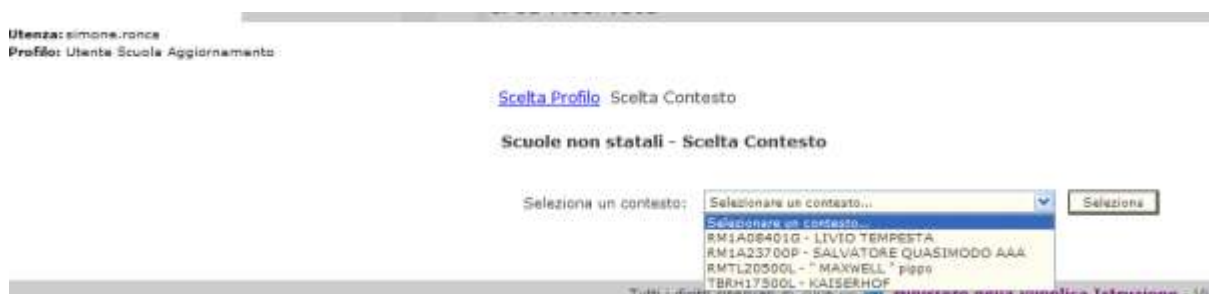 Utenza: simone.ronca
Profilo: Utente Scuola Aggiornamento
Scelta Profilo Scelta Contesto
Scuole non statali - Scelta Contesto
Seleziona un contesto: Selezionare un contesto... Seleziona
Selezionare un contesto...
RM1A08401G - LIVIO TEMPESTA
RM1A23700P - SALVATORE QUASIMODO AAA
RMTL20500L - " MAXWELL " pippo
TBRH17500L - KAISERHOF